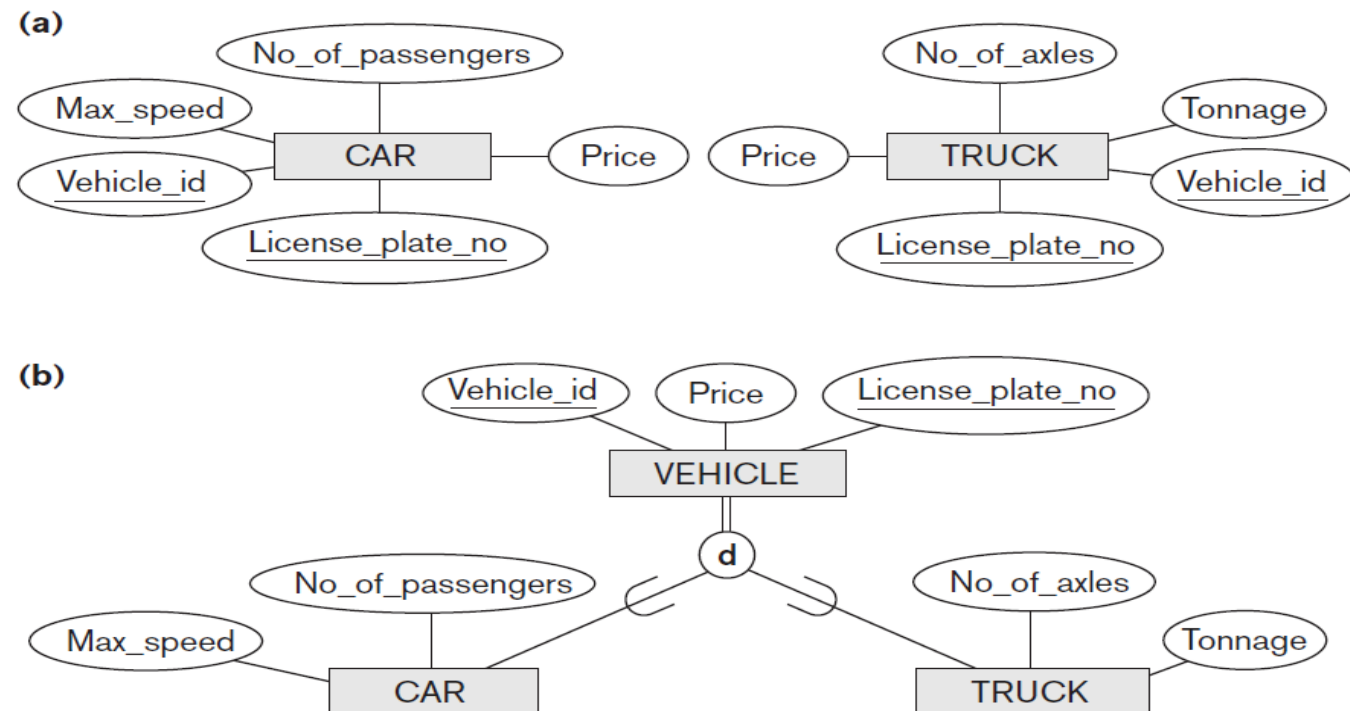 (a)
No_of_passengers
No_of_axles
Max_speed
Tonnage
CAR
Price
Price
TRUCK
Vehicle_id
Vehicle_id
License_plate_no
License_plate_no
(b)
Vehicle_id
Price
License_plate_no
VEHICLE
d
No_of_passengers
No_of_axles
Max_speed
Tonnage
CAR
TRUCK